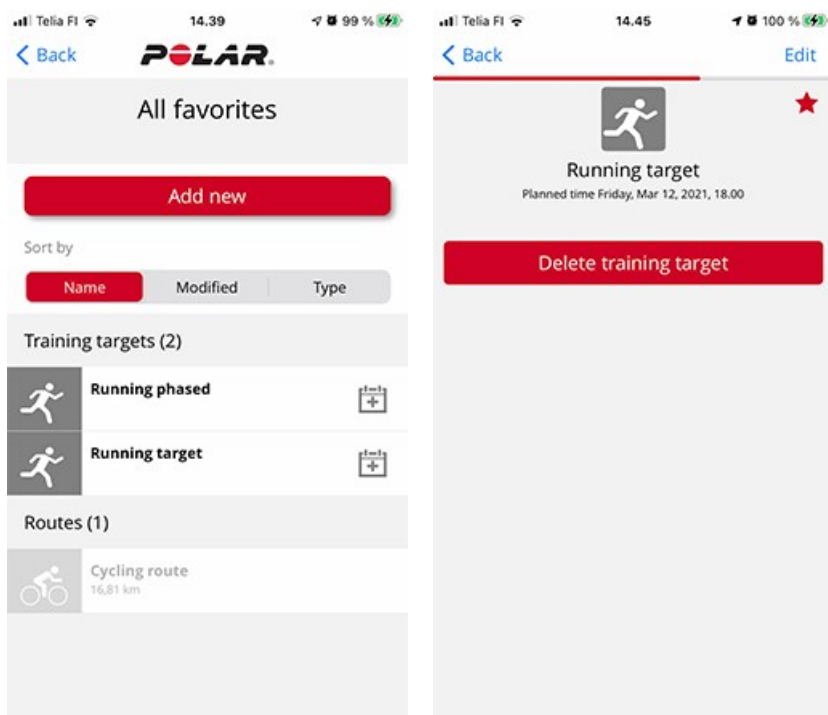 Telia FI 14.39 99 %
Back POLAR.
All favorites
Add new
Sort by
Name Modified Type
Training targets (2)
Running phased
Running target
Routes (1)
Cycling route
16,81 km
Telia FI 14.45 100 %
Back Edit
Running target
Planned time Friday, Mar 12, 2021, 18.00
Delete training target